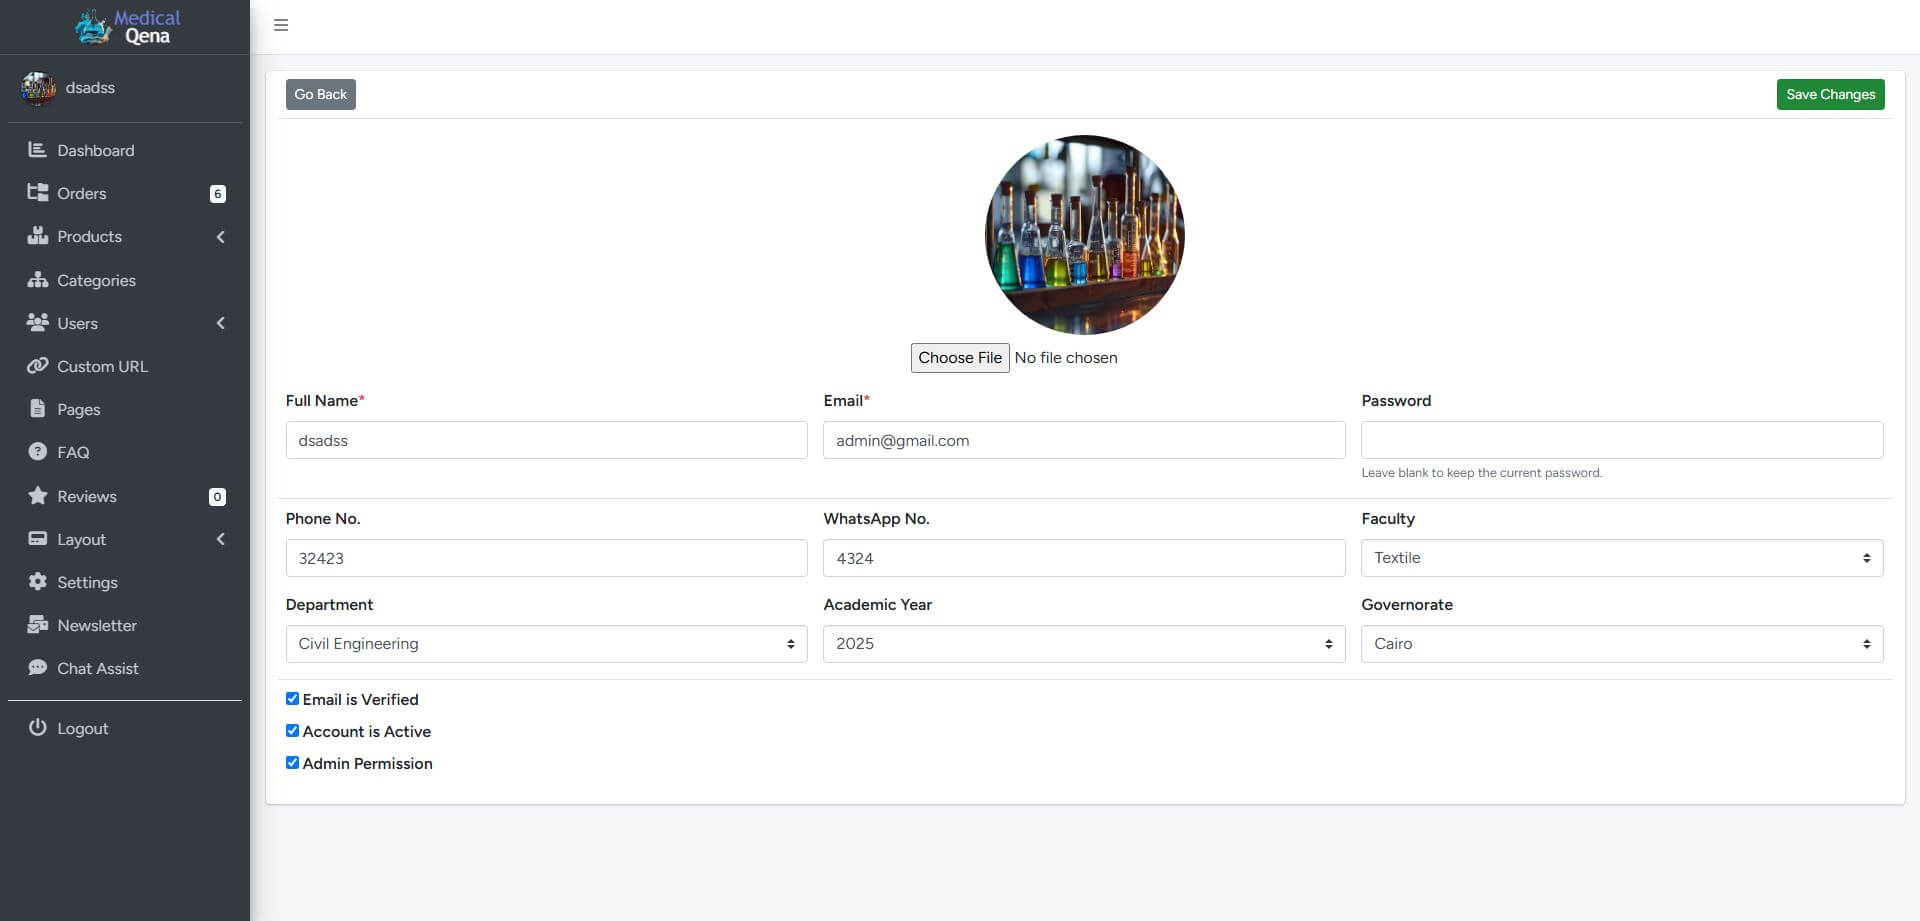 Medical
Qena
dsadss
Dashboard
Orders 6
Products
Categories
Users
Custom URL
Pages
FAQ
Reviews 0
Layout
Settings
Newsletter
Chat Assist
Logout
Go Back Save Changes
Choose File No file chosen
Full Name* Email* Password
dsadss admin@gmail.com
Leave blank to keep the current password.
Phone No. WhatsApp No. Faculty
32423 4324 Textile
Department Academic Year Governorate
Civil Engineering 2025 Cairo
Email is Verified
Account is Active
Admin Permission